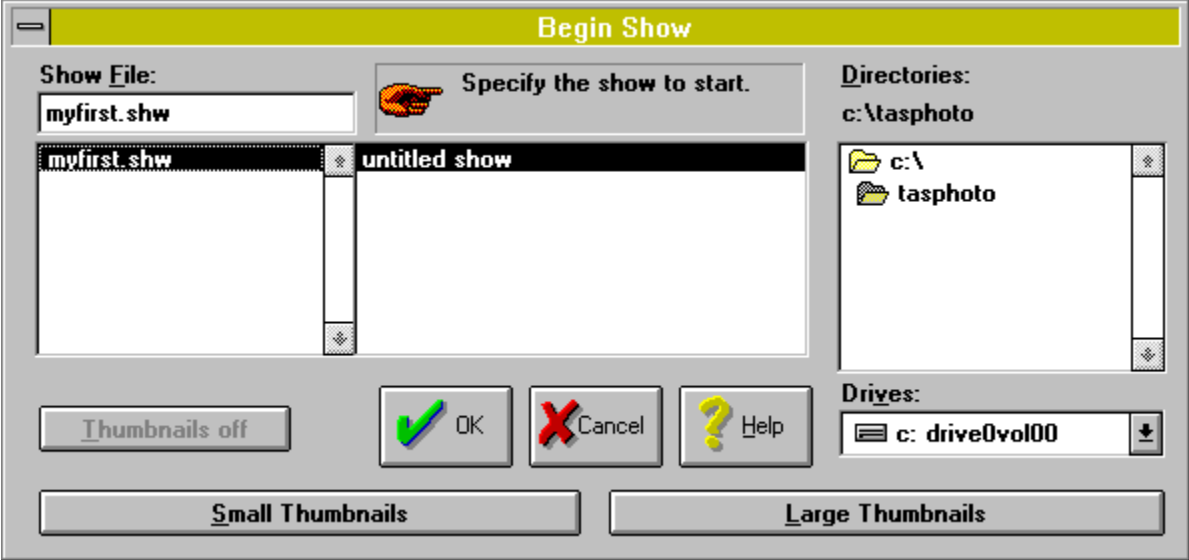 Begin Show
Show File:
myfirst.shw
Specify the show to start.
Directories:
c:\tasphoto
myfirst.shw
untitled show
c:\
tasphoto
Thumbnails off
OK
Cancel
Help
Drives:
c: drive0vol00
Small Thumbnails
Large Thumbnails